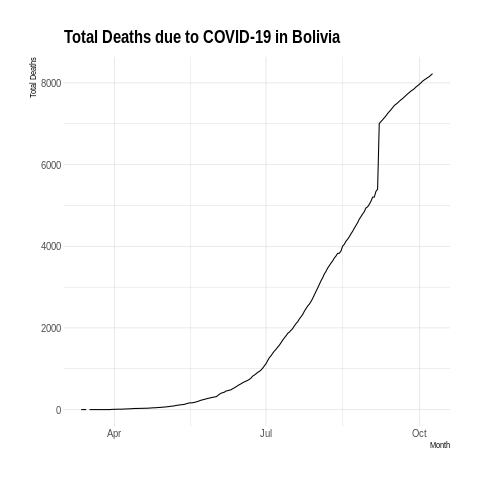 Total Deaths due to COVID-19 in Bolivia
Total Deaths
8000
6000
4000
2000
0
Apr
Jul
Oct
Month